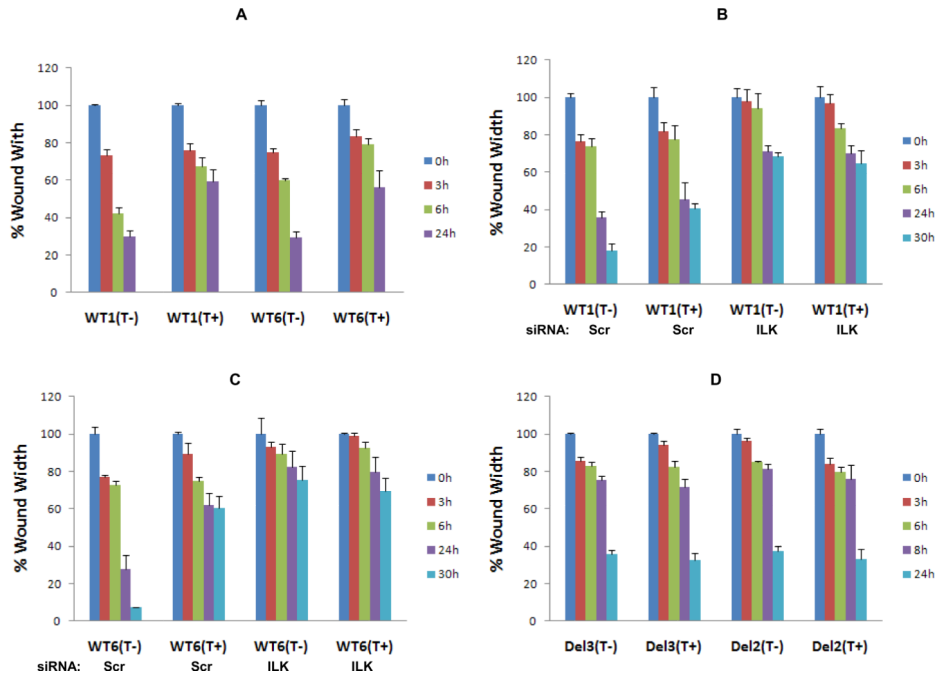 A
% Wound With
120
100
80
60
40
20
0
WT1(T-) WT1(T+) WT6(T-) WT6(T+)
0h
3h
6h
24h
B
% Wound Width
120
100
80
60
40
20
0
WT1(T-) WT1(T+) WT1(T-) WT1(T+)
siRNA: Scr Scr ILK ILK
0h
3h
6h
24h
30h
C
% Wound Width
120
100
80
60
40
20
0
WT6(T-) WT6(T+) WT6(T-) WT6(T+)
siRNA: Scr Scr ILK ILK
0h
3h
6h
24h
30h
D
% Wound Width
120
100
80
60
40
20
0
Del3(T-) Del3(T+) Del2(T-) Del2(T+)
0h
3h
6h
8h
24h